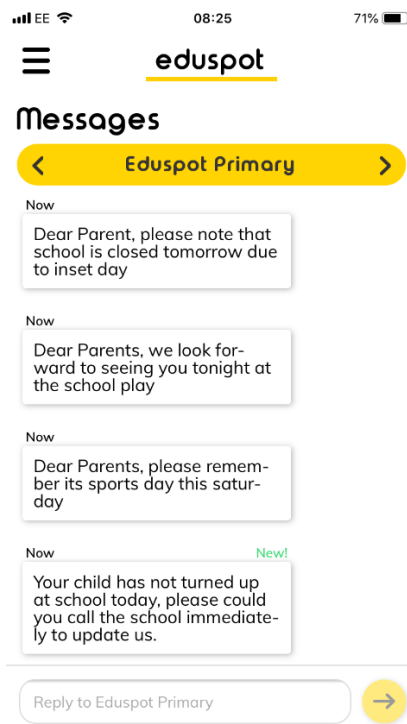 EE 08:25 71%
eduspot
Messages
Eduspot Primary
Now
Dear Parent, please note that
school is closed tomorrow due
to inset day
Now
Dear Parents, we look for-
ward to seeing you tonight at
the school play
Now
Dear Parents, please remem-
ber its sports day this satur-
day
Now New!
Your child has not turned up
at school today, please could
you call the school immediate-
ly to update us.
Reply to Eduspot Primary